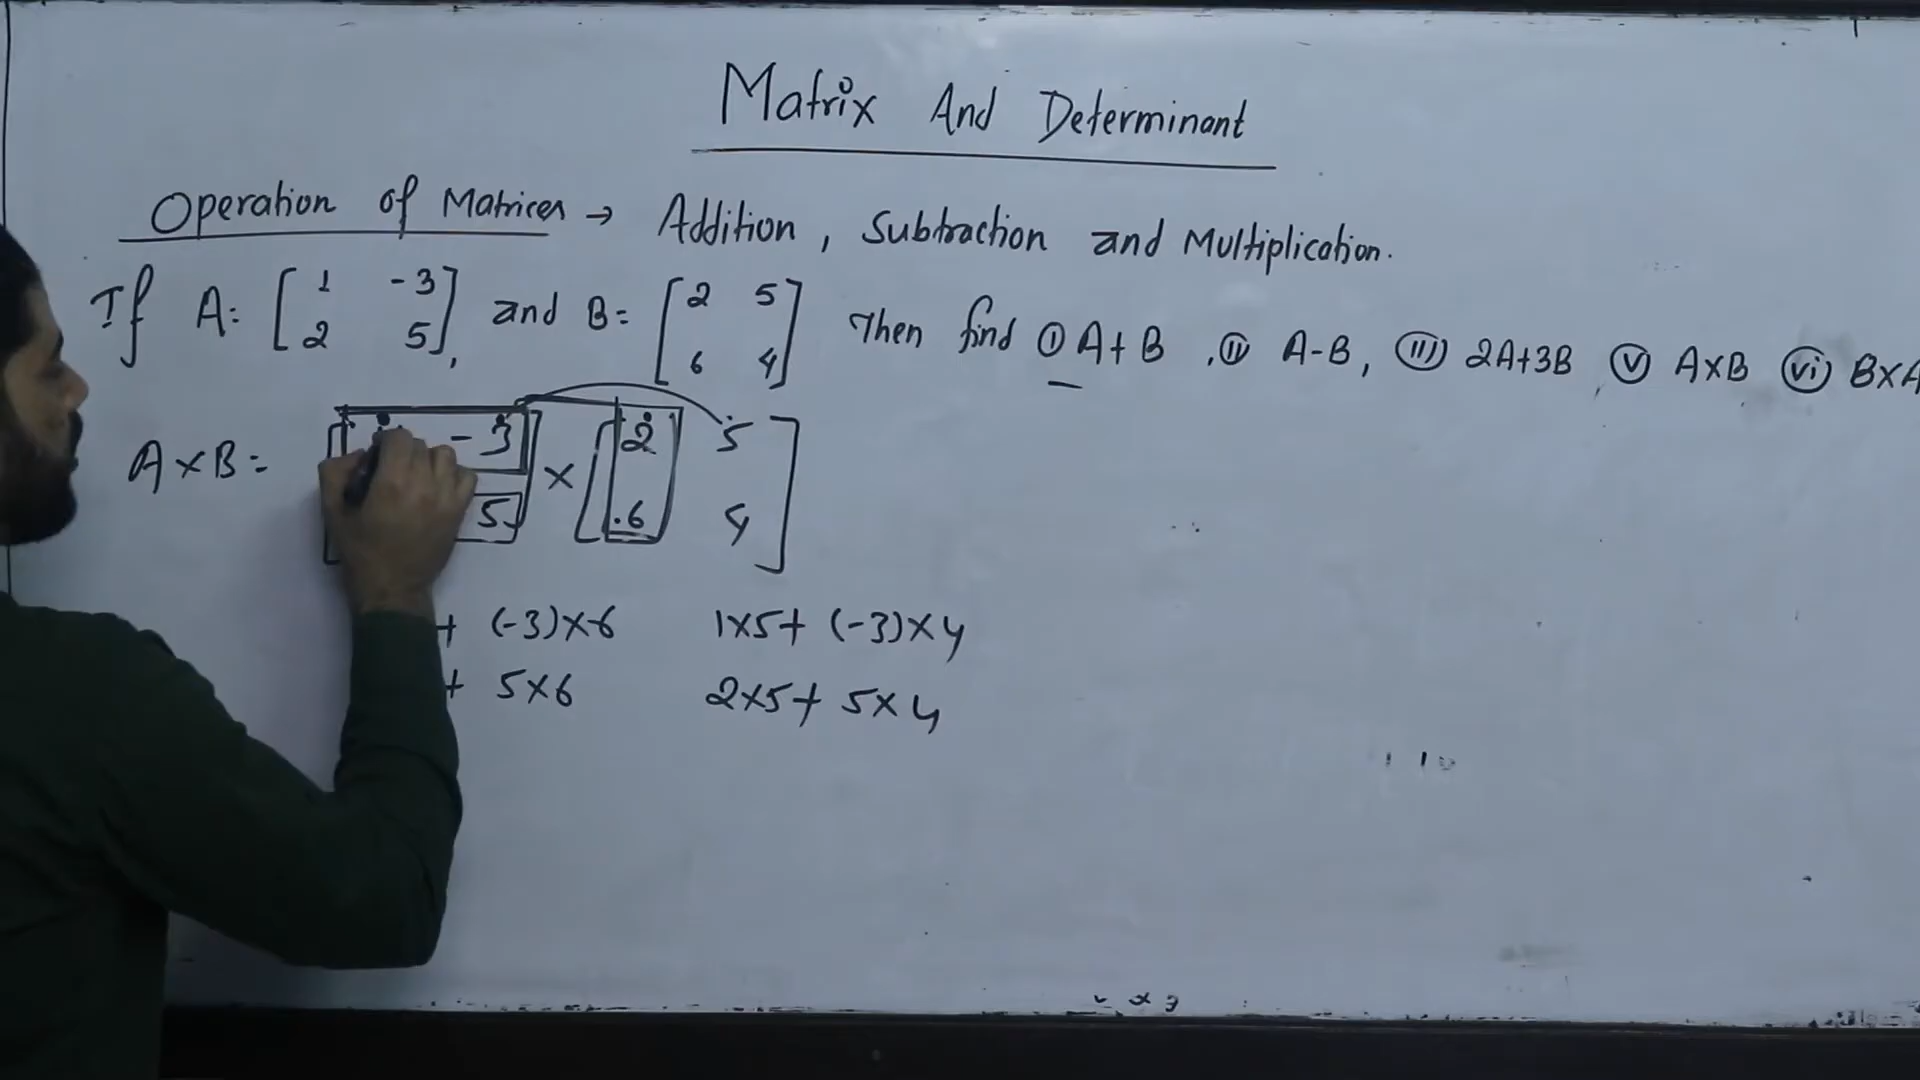 Matrix And Determinant
Operation of Matrices → Addition, Subtraction and Multiplication.
If A= [1 -3 and B= [2 5 Then find ① A+B , ⅱ A-B, ⅲ) 2A+3B ⓥ A×B ⓥⅰ B×A
2 5], 6 4]
A×B= - 3 × [2 5
5 .6 4]
+ (-3)×6 1×5+ (-3)×4
+ 5×6 2×5+ 5×4